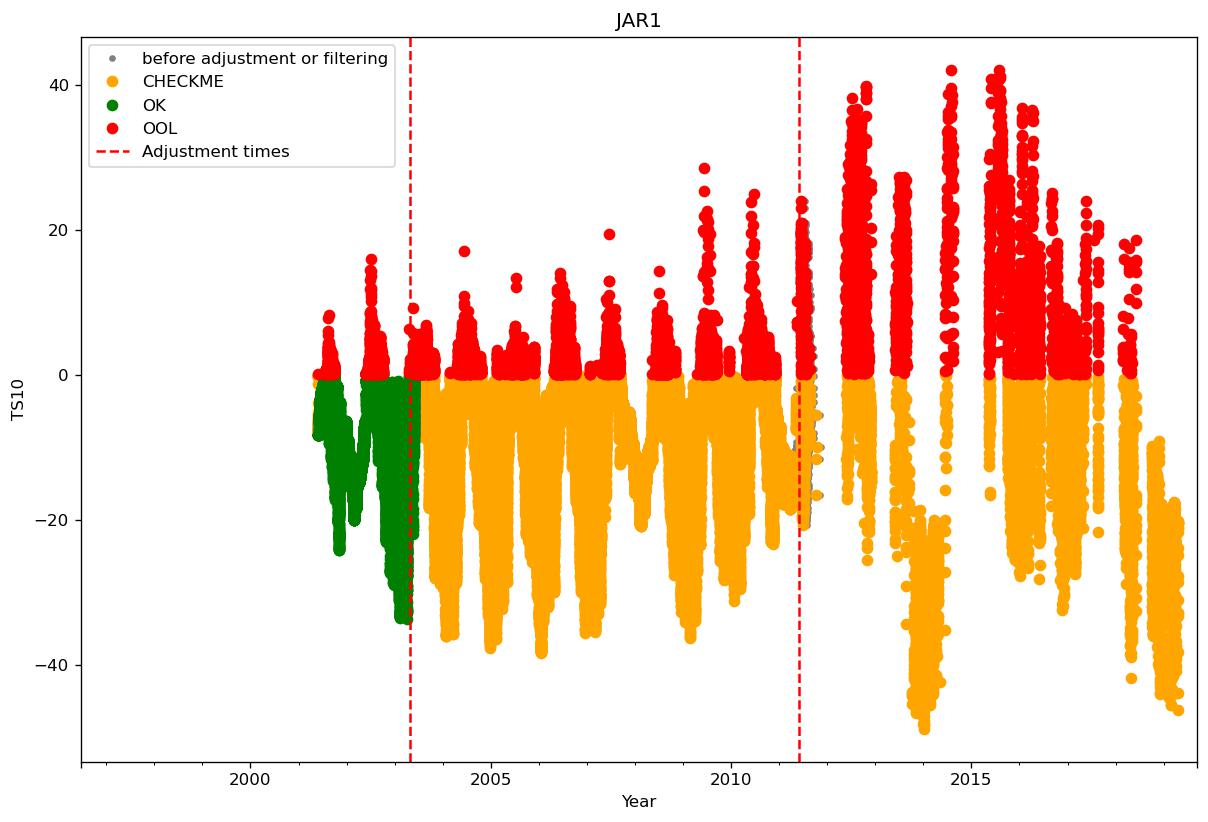 JAR1
before adjustment or filtering
CHECKME
OK
OOL
Adjustment times
40
20
0
−20
−40
TS10
2000
2005
2010
2015
Year